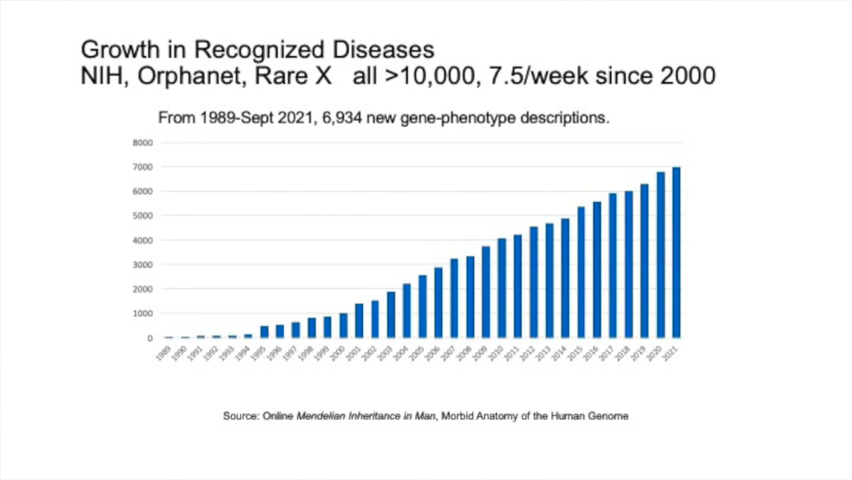 Growth in Recognized Diseases
NIH, Orphanet, Rare X all >10,000, 7.5/week since 2000
From 1989-Sept 2021, 6,934 new gene-phenotype descriptions.
8000
7000
6000
5000
4000
3000
2000
1000
0
1989 1990 1991 1992 1993 1994 1995 1996 1997 1998 1999 2000 2001 2002 2003 2004 2005 2006 2007 2008 2009 2010 2011 2012 2013 2014 2015 2016 2017 2018 2019 2020 2021
Source: Online Mendelian Inheritance in Man, Morbid Anatomy of the Human Genome